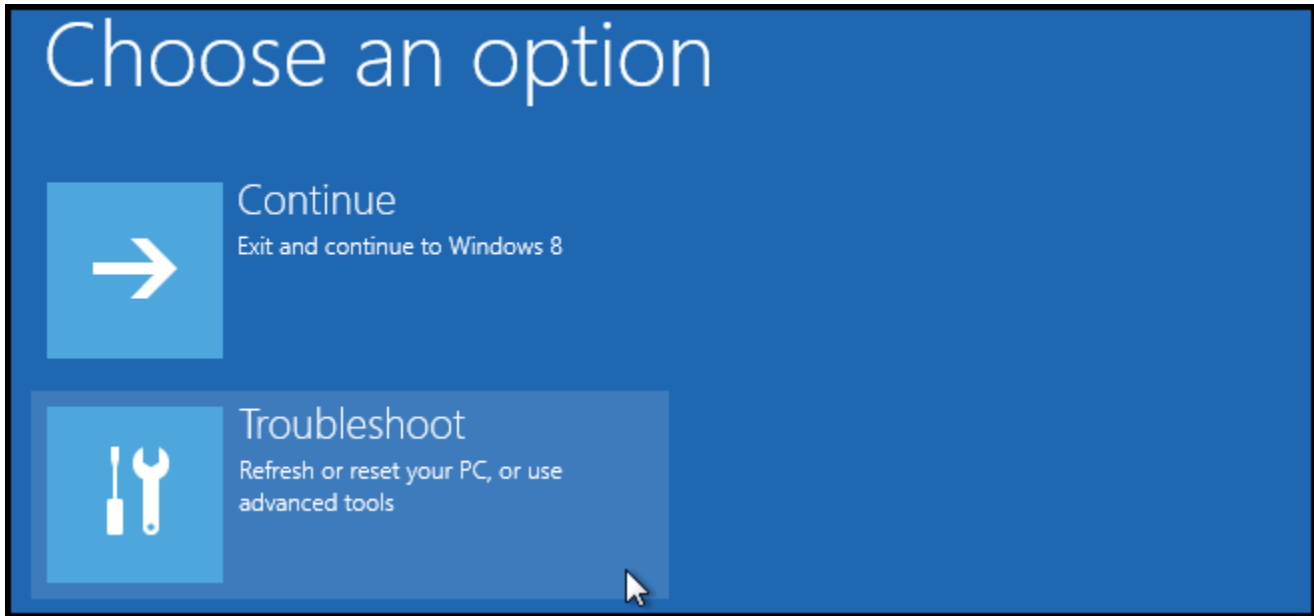 Choose an option
Continue
Exit and continue to Windows 8
Troubleshoot
Refresh or reset your PC, or use
advanced tools